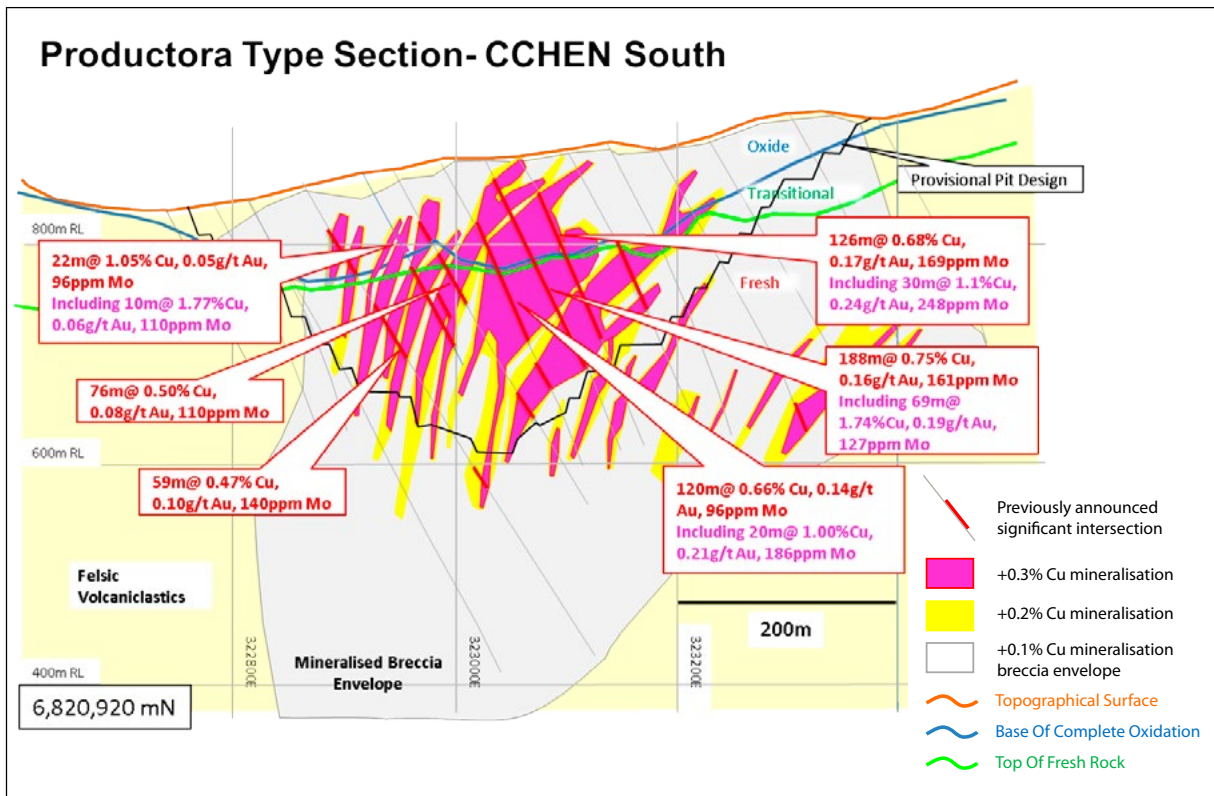 Productora Type Section- CCHEN South
Oxide
Provisional Pit Design
Transitional
800m RL
22m@ 1.05% Cu, 0.05g/t Au,
96ppm Mo
Including 10m@ 1.77%Cu,
0.06g/t Au, 110ppm Mo
126m@ 0.68% Cu,
0.17g/t Au, 169ppm Mo
Including 30m@ 1.1%Cu,
0.24g/t Au, 248ppm Mo
Fresh
76m@ 0.50% Cu,
0.08g/t Au, 110ppm Mo
188m@ 0.75% Cu,
0.16g/t Au, 161ppm Mo
Including 69m@
1.74%Cu, 0.19g/t Au,
127ppm Mo
600m RL
59m@ 0.47% Cu,
0.10g/t Au, 140ppm Mo
120m@ 0.66% Cu, 0.14g/t
Au, 96ppm Mo
Including 20m@ 1.00%Cu,
0.21g/t Au, 186ppm Mo
Felsic
Volcaniclastics
322800E
323000E
323200E
200m
Mineralised Breccia
Envelope
400m RL
6,820,920 mN
Previously announced
significant intersection
+0.3% Cu mineralisation
+0.2% Cu mineralisation
+0.1% Cu mineralisation
breccia envelope
Topographical Surface
Base Of Complete Oxidation
Top Of Fresh Rock